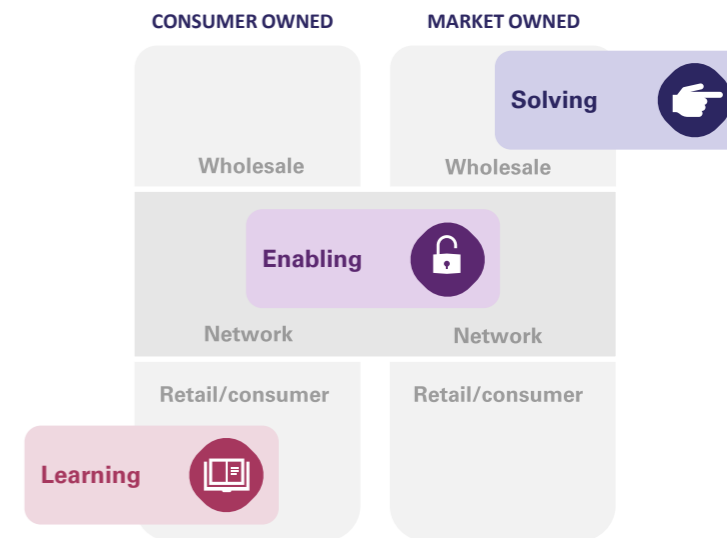 CONSUMER OWNED
MARKET OWNED
Solving
Wholesale
Wholesale
Enabling
Network
Network
Retail/consumer
Retail/consumer
Learning